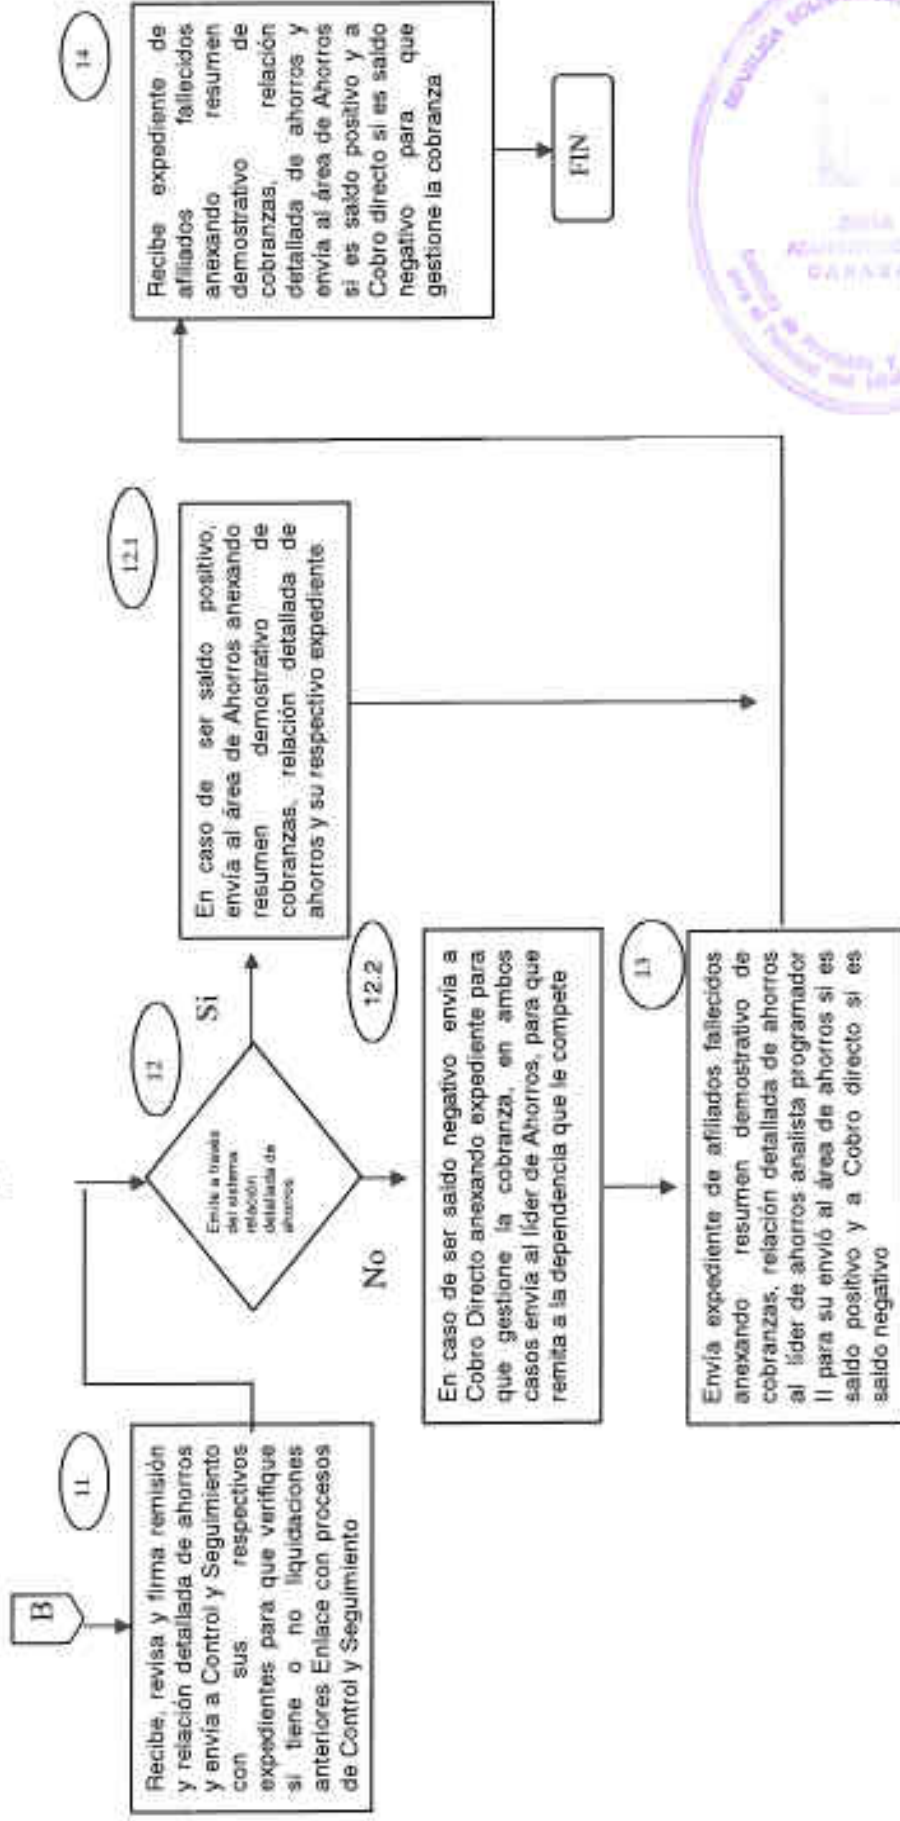 B
11
Recibe, revisa y firma remisión
y relación detallada de ahorros
y envía a Control y Seguimiento
con sus respectivos
expedientes para que verifique
si tiene o no liquidaciones
anteriores Enlace con procesos
de Control y Seguimiento
12
Emite a través
del sistema
relación
detallada de
ahorros
Si
No
12.1
En caso de ser saldo positivo,
envía al área de Ahorros anexando
resumen demostrativo de
cobranzas, relación detallada de
ahorros y su respectivo expediente.
12.2
En caso de ser saldo negativo envía a
Cobro Directo anexando expediente para
que gestione la cobranza, en ambos
casos envía al líder de Ahorros, para que
remita a la dependencia que le compete
13
Envía expediente de afiliados fallecidos
anexando resumen demostrativo de
cobranzas, relación detallada de ahorros
al líder de ahorros analista programador
II para su envió al área de ahorros si es
saldo positivo y a Cobro directo si es
saldo negativo
14
Recibe expediente de
afiliados fallecidos
anexando resumen
demostrativo de
cobranzas, relación
detallada de ahorros y
envía al área de Ahorros
si es saldo positivo y a
Cobro directo si es saldo
negativo para que
gestione la cobranza
FIN